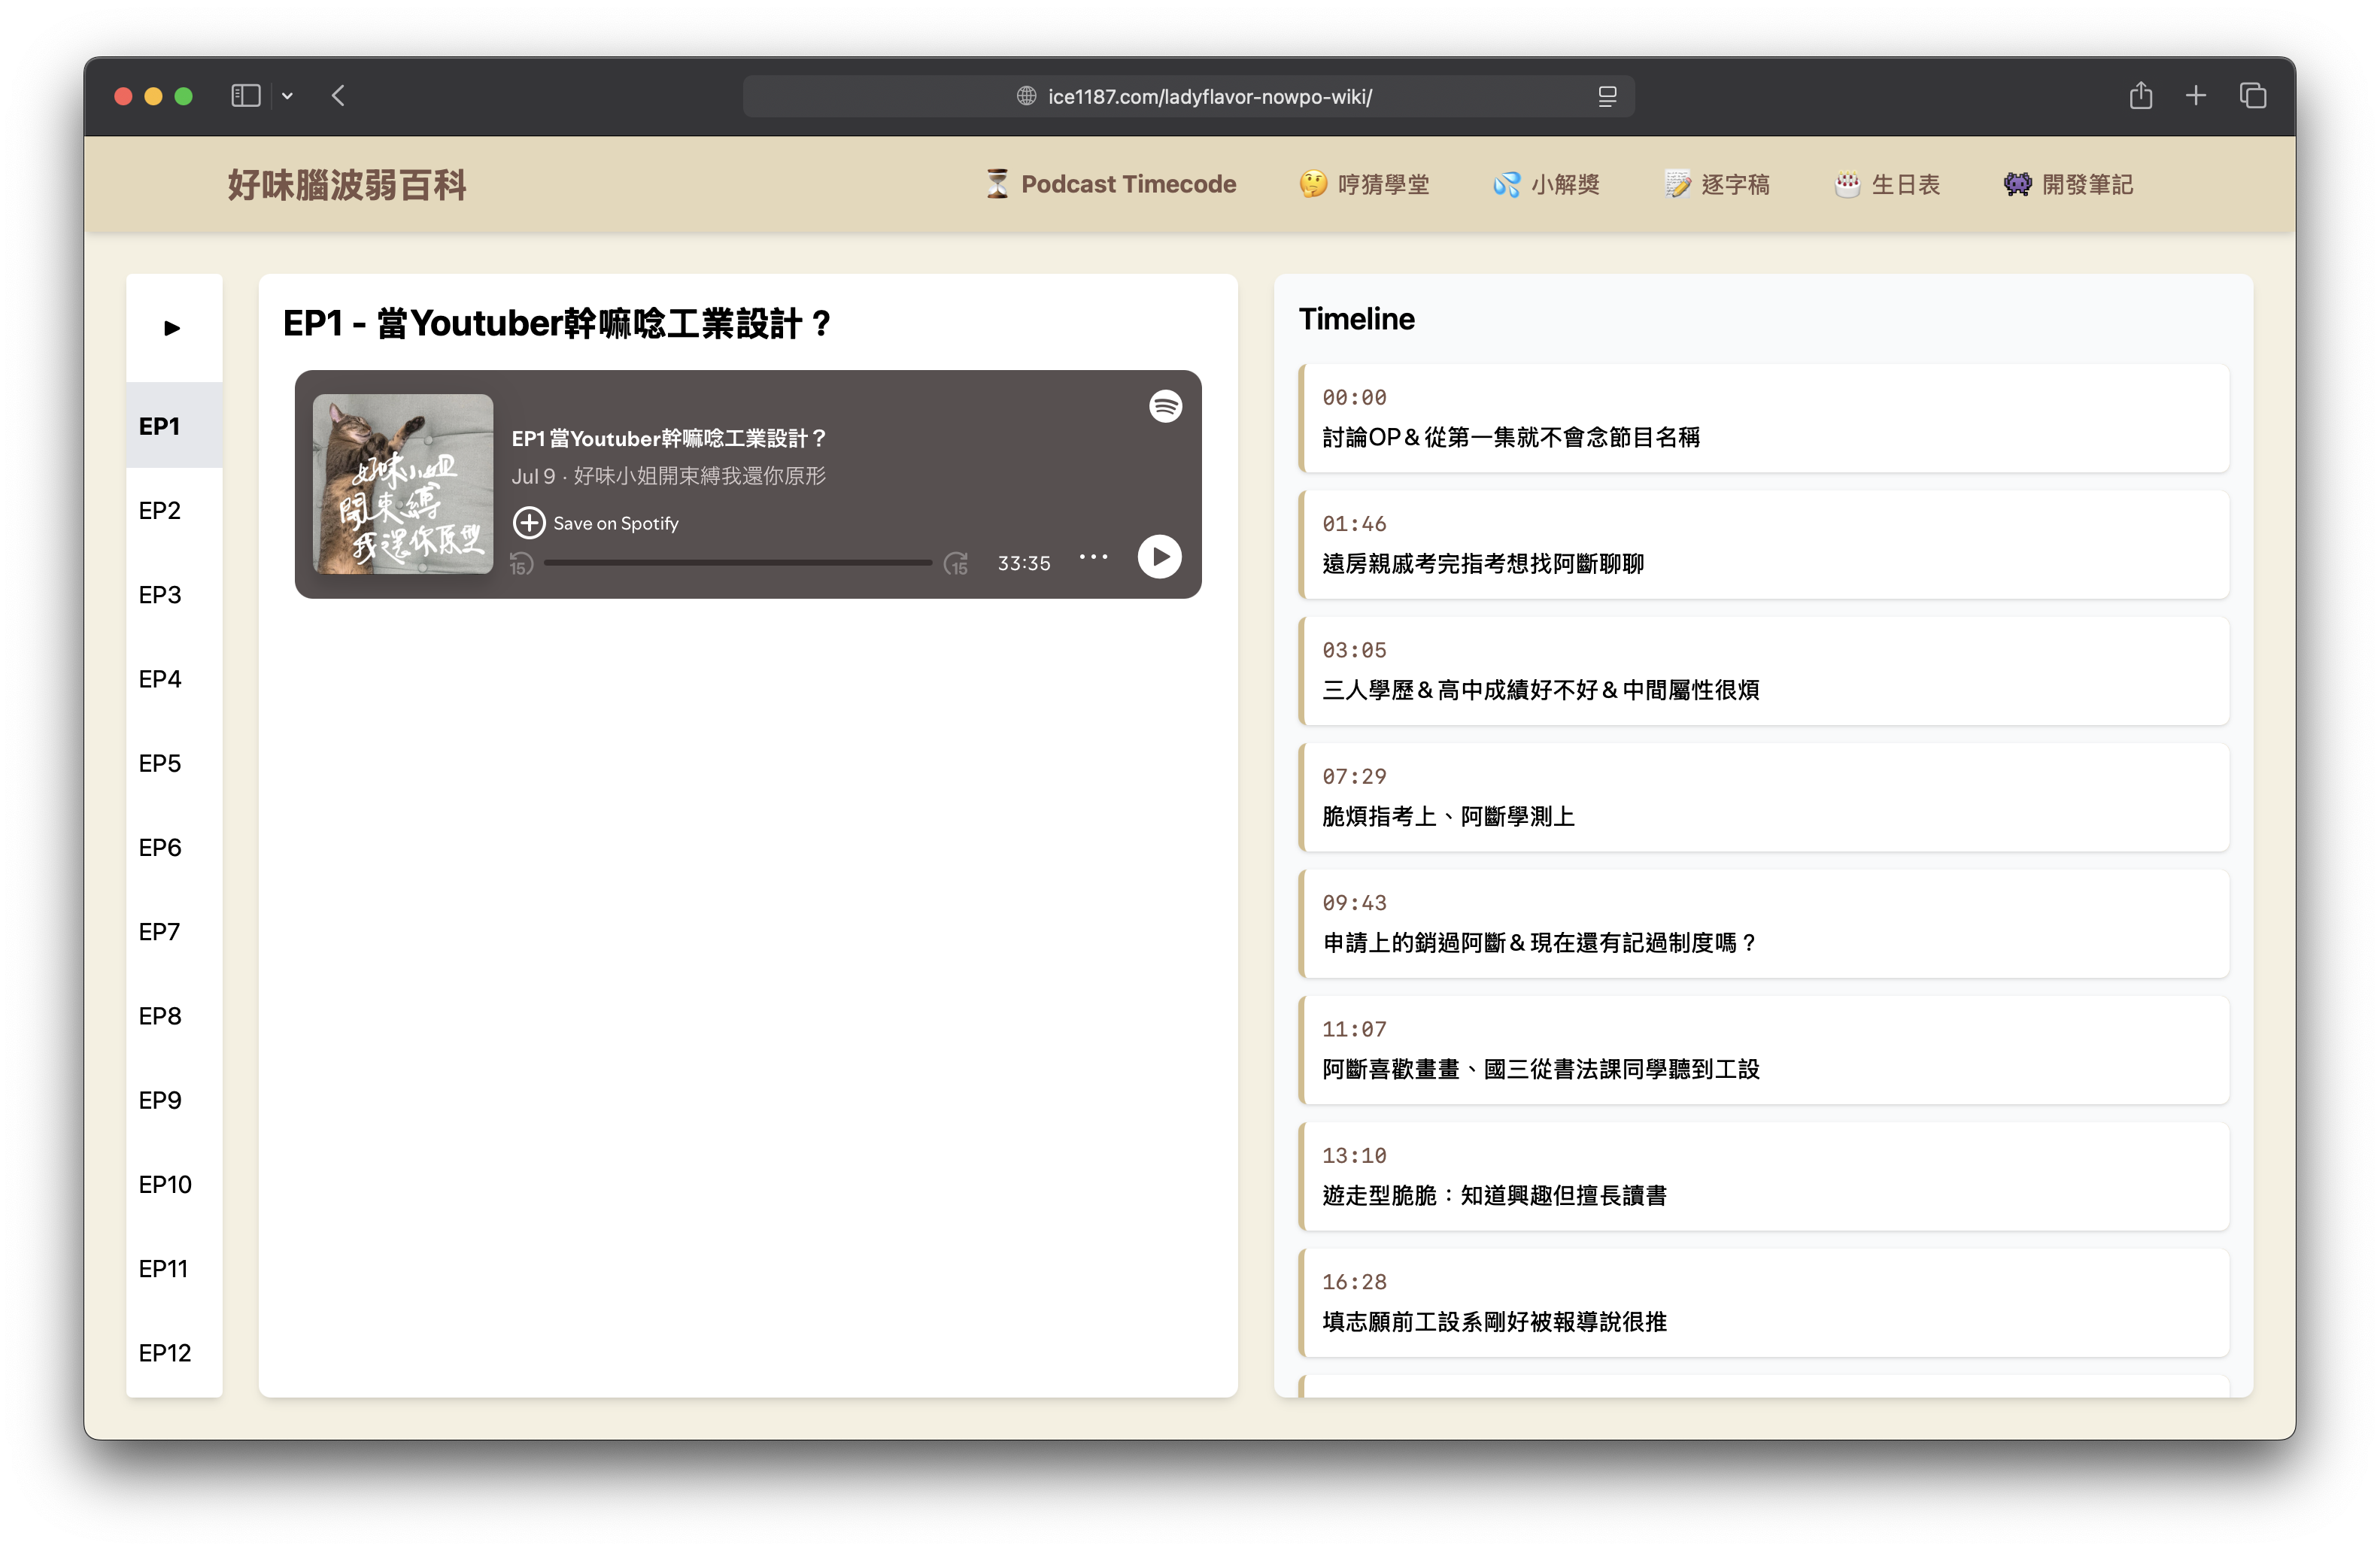 ice1187.com/ladyflavor-nowpo-wiki/
好味腦波弱百科
⏳ Podcast Timecode
🤔 哼猜學堂
💦 小解獎
📝 逐字稿
🎂 生日表
👾 開發筆記
EP1
EP2
EP3
EP4
EP5
EP6
EP7
EP8
EP9
EP10
EP11
EP12
EP1 - 當Youtuber幹嘛唸工業設計？
好味小姐
開束縛
我還你原型
EP1 當Youtuber幹嘛唸工業設計？
Jul 9 · 好味小姐開束縛我還你原形
Save on Spotify
15
15
33:35
Timeline
00:00
討論OP＆從第一集就不會念節目名稱
01:46
遠房親戚考完指考想找阿斷聊聊
03:05
三人學歷＆高中成績好不好＆中間屬性很煩
07:29
脆煩指考上、阿斷學測上
09:43
申請上的銷過阿斷＆現在還有記過制度嗎？
11:07
阿斷喜歡畫畫、國三從書法課同學聽到工設
13:10
遊走型脆脆：知道興趣但擅長讀書
16:28
填志願前工設系剛好被報導說很推